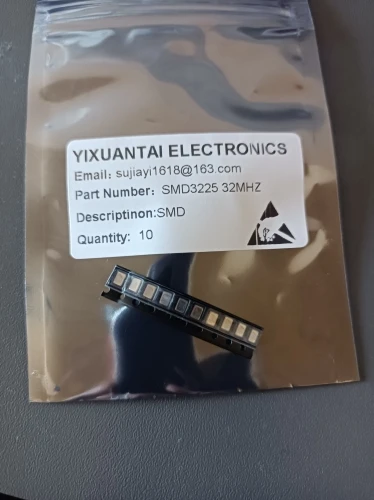 YIXUANTAI ELECTRONICS
Email: sujiayi1618@163.com
Part Number: SMD3225 32MHZ
Descriptinon:SMD
Quantity: 10